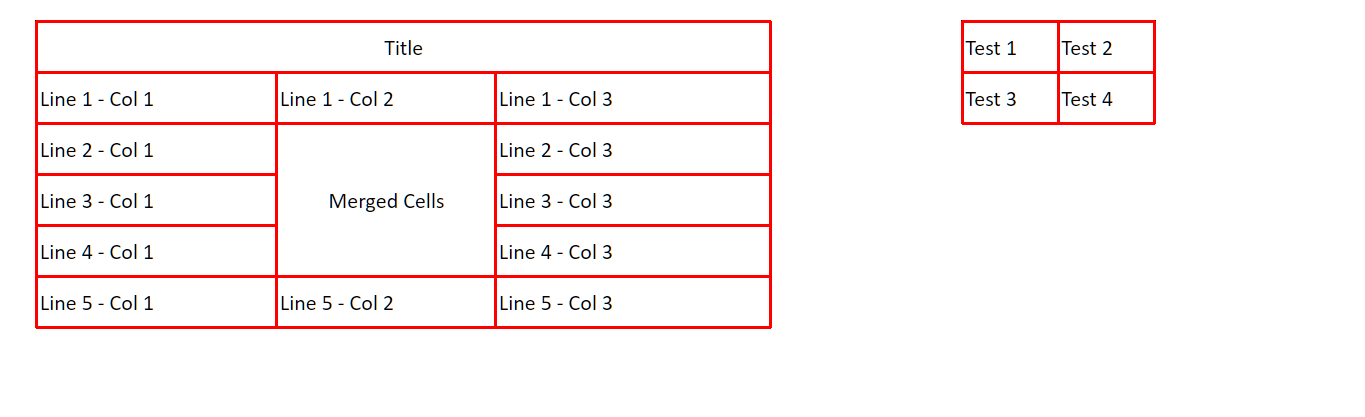 Title
Line 1 - Col 1 Line 1 - Col 2 Line 1 - Col 3
Line 2 - Col 1 Line 2 - Col 3
Line 3 - Col 1 Merged Cells Line 3 - Col 3
Line 4 - Col 1 Line 4 - Col 3
Line 5 - Col 1 Line 5 - Col 2 Line 5 - Col 3
Test 1 Test 2
Test 3 Test 4